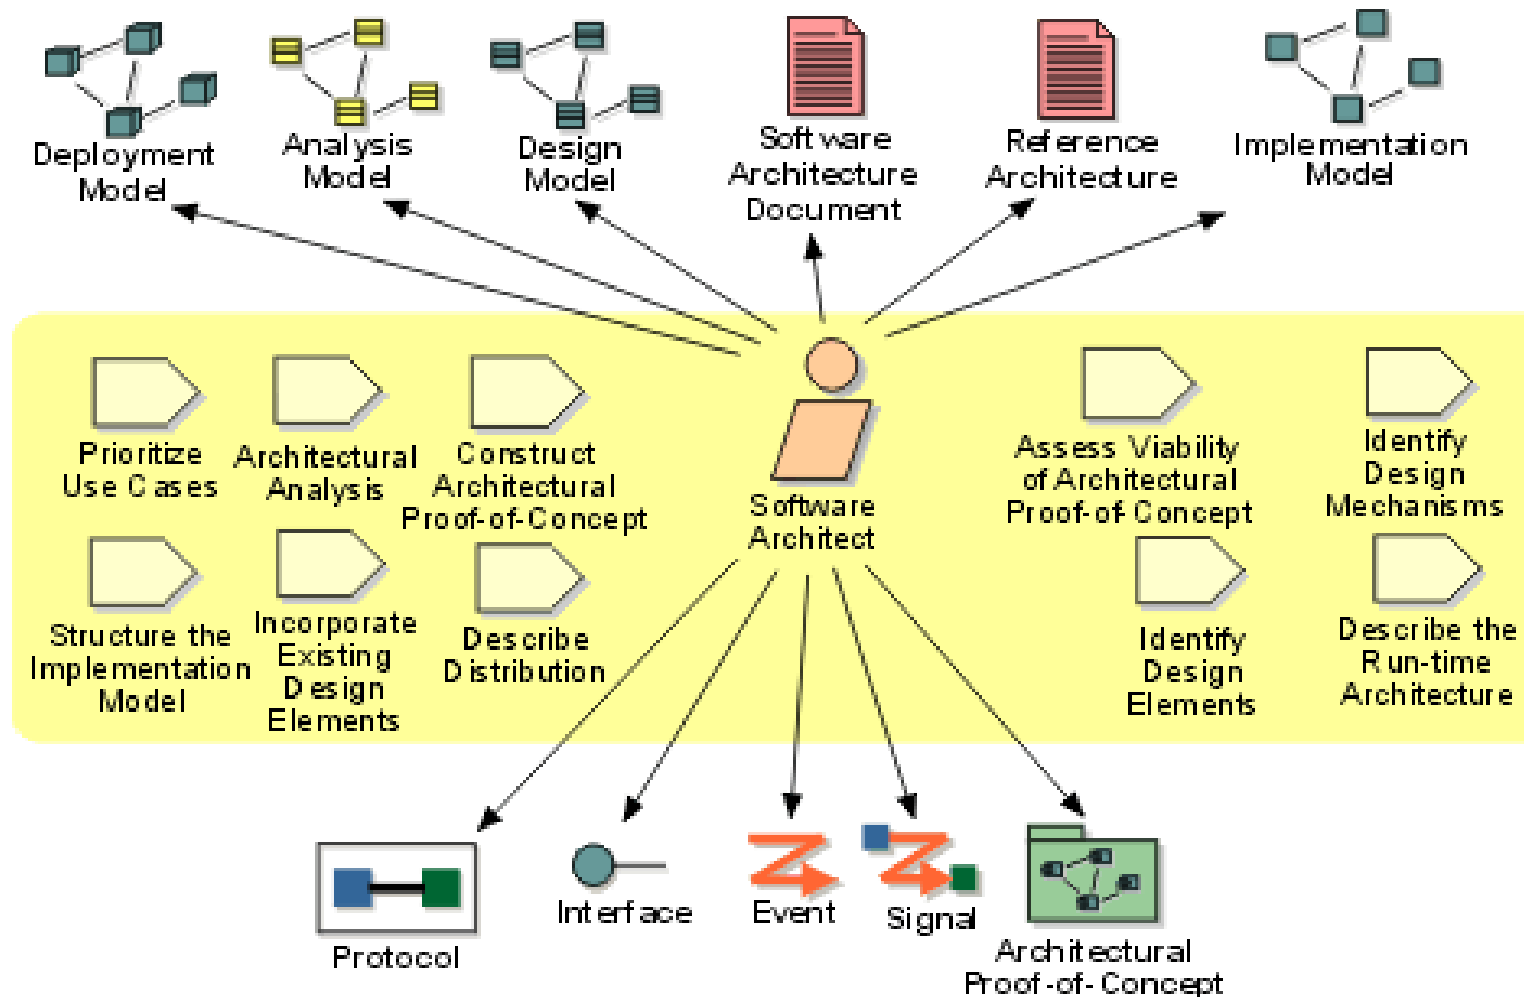 Deployment
Model
Analysis
Model
Design
Model
Software
Architecture
Document
Reference
Architecture
Implementation
Model
Prioritize
Use Cases
Architectural
Analysis
Construct
Architectural
Proof-of-Concept
Software
Architect
Assess Viability
of Architectural
Proof-of-Concept
Identify
Design
Mechanisms
Structure the
Implementation
Model
Incorporate
Existing
Design
Elements
Describe
Distribution
Identify
Design
Elements
Describe the
Run-time
Architecture
Protocol
Interface
Event
Signal
Architectural
Proof-of-Concept